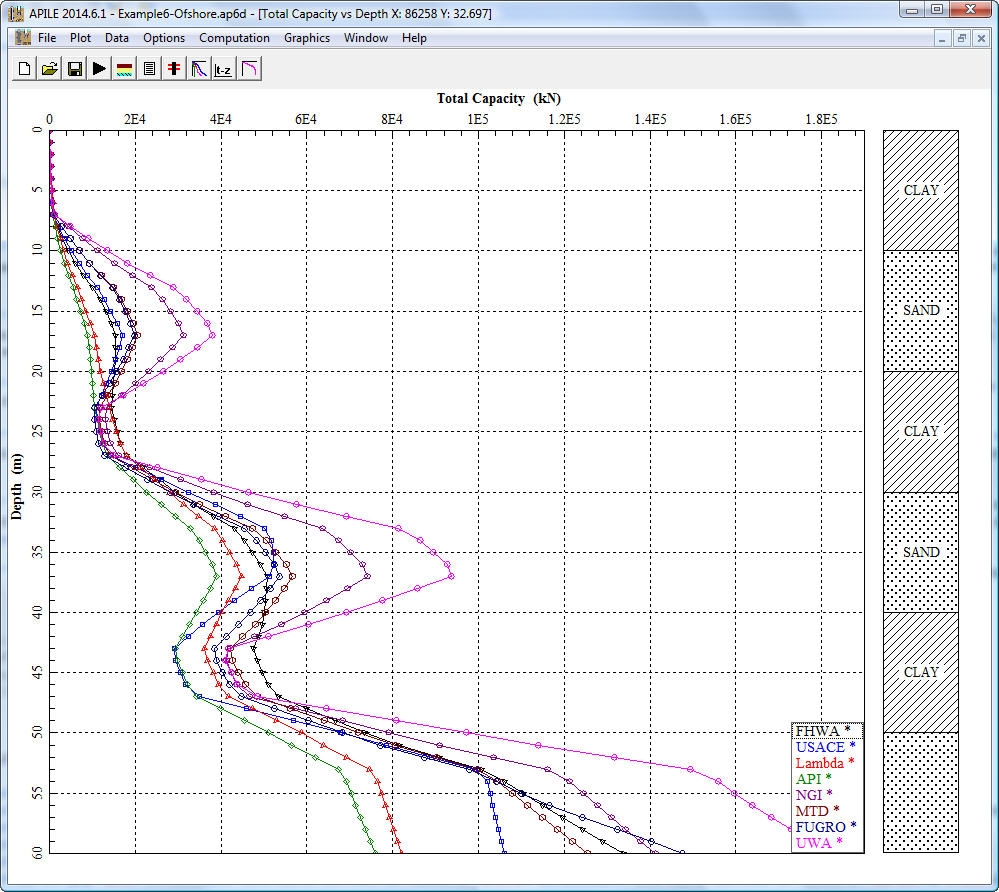 APILE 2014.6.1 - Example6-Ofshore.ap6d - [Total Capacity vs Depth X: 86258 Y: 32.697]
File Plot Data Options Computation Graphics Window Help
t-z
Total Capacity (kN)
0 2E4 4E4 6E4 8E4 1E5 1.2E5 1.4E5 1.6E5 1.8E5
0
5
10
15
20
25
30
35
40
45
50
55
60
Depth (m)
CLAY
SAND
CLAY
SAND
CLAY
FHWA *
USACE *
Lambda *
API *
NGI *
MTD *
FUGRO *
UWA *